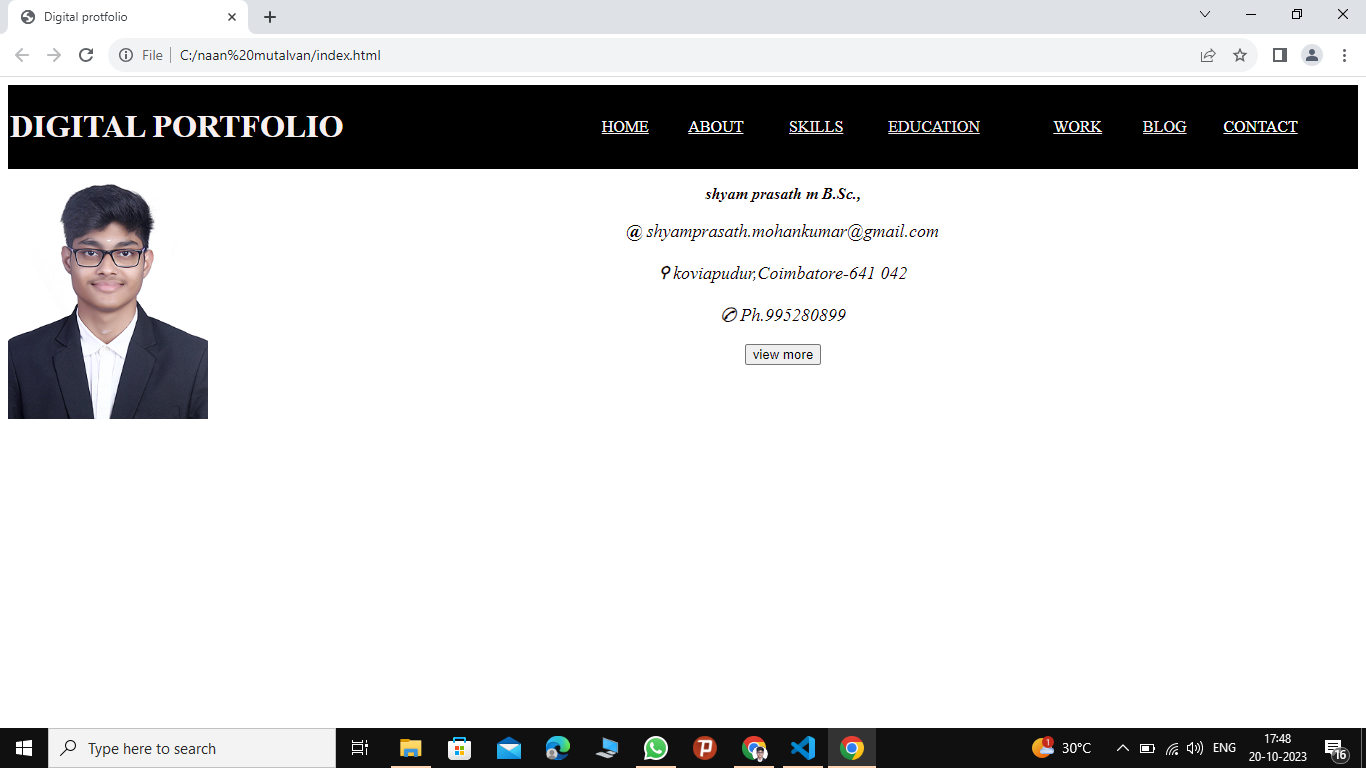 Digital protfolio
File C:/naan%20mutalvan/index.html
DIGITAL PORTFOLIO HOME ABOUT SKILLS EDUCATION WORK BLOG CONTACT
shyam prasath m B.Sc.,
@ shyamprasath.mohankumar@gmail.com
⚲ koviapudur,Coimbatore-641 042
✆ Ph.995280899
view more
Type here to search
1 30°C ENG 17:48
20-10-2023 16